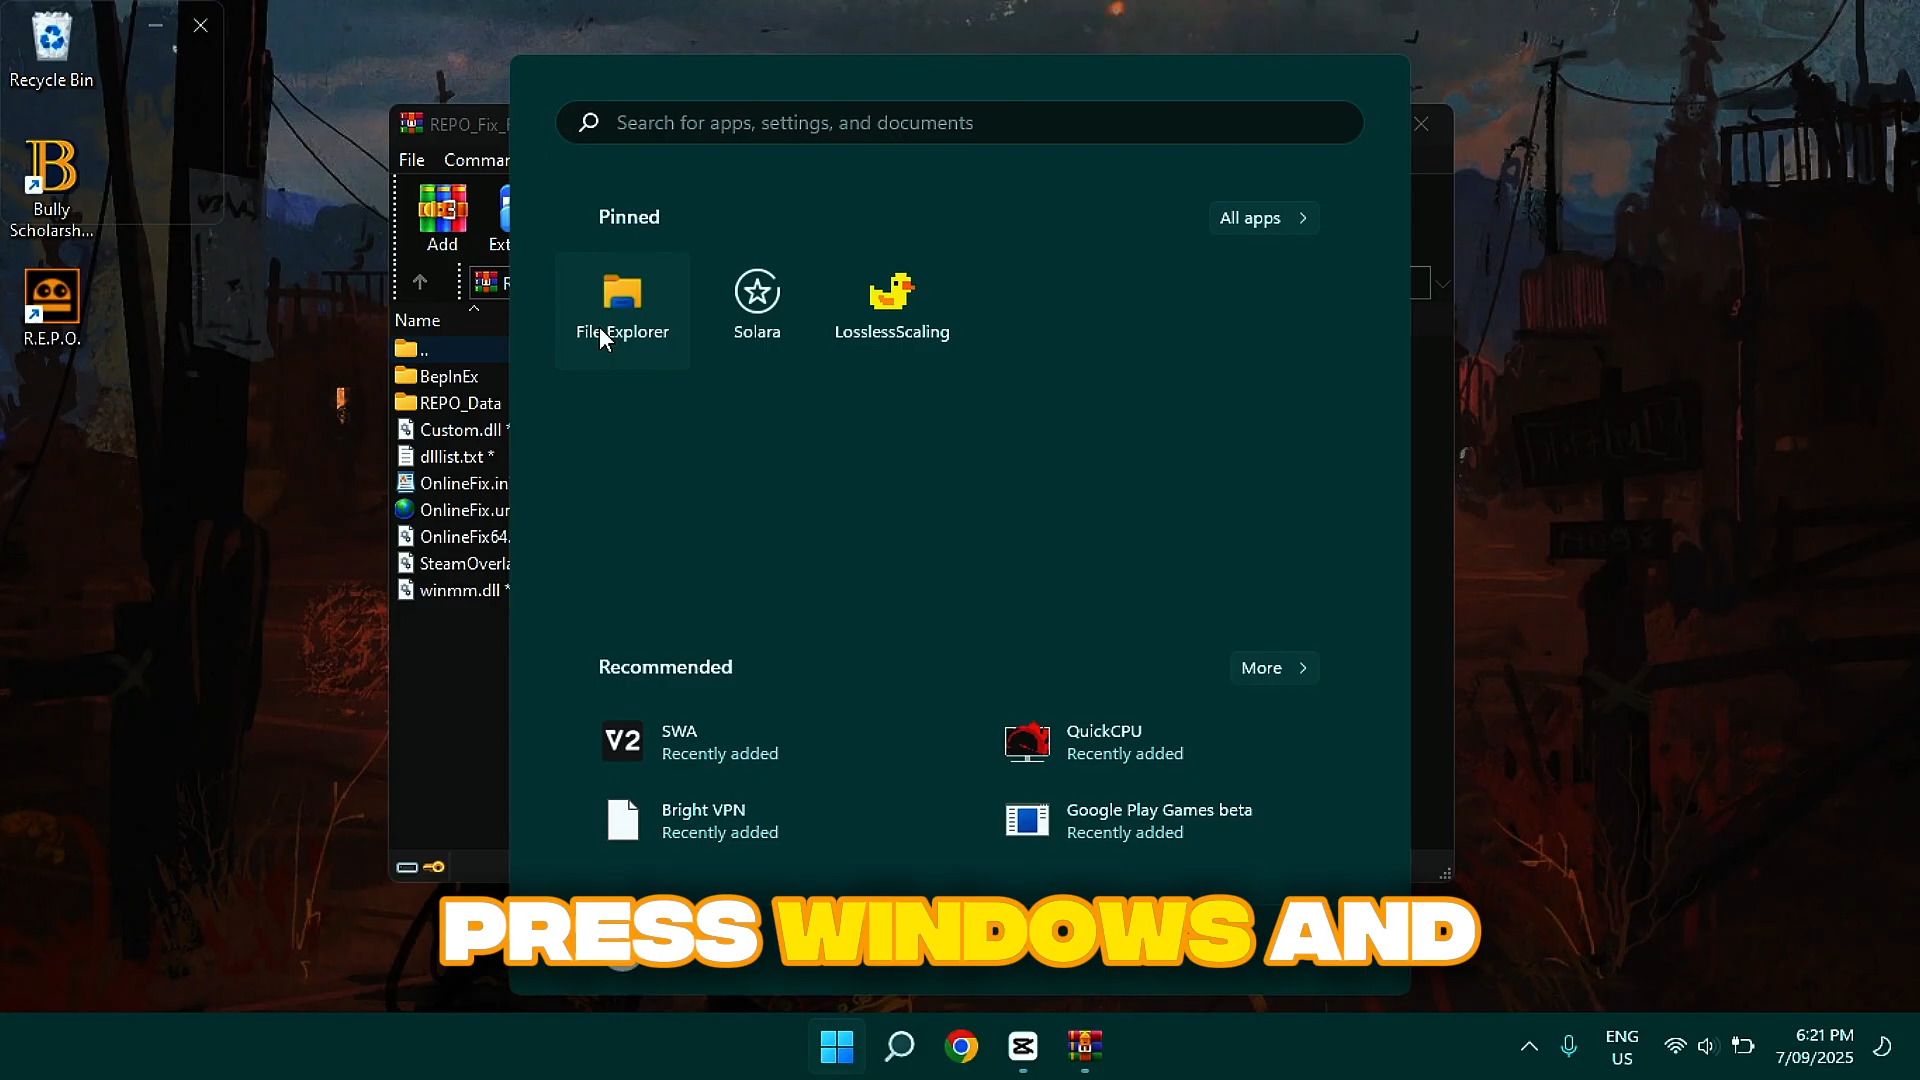 Recycle Bin
Bully
Scholarsh...
R.E.P.O.
REPO_Fix_
File Comman
Add Ext
Name
..
BepInEx
REPO_Data
Custom.dll *
dlllist.txt *
OnlineFix.in
OnlineFix.ur
OnlineFix64.
SteamOverla
winmm.dll *
Search for apps, settings, and documents
Pinned
All apps
File Explorer
Solara
LosslessScaling
Recommended
More
V2
SWA
Recently added
QuickCPU
Recently added
Bright VPN
Recently added
Google Play Games beta
Recently added
PRESS WINDOWS AND
ENG
US
6:21 PM
7/09/2025